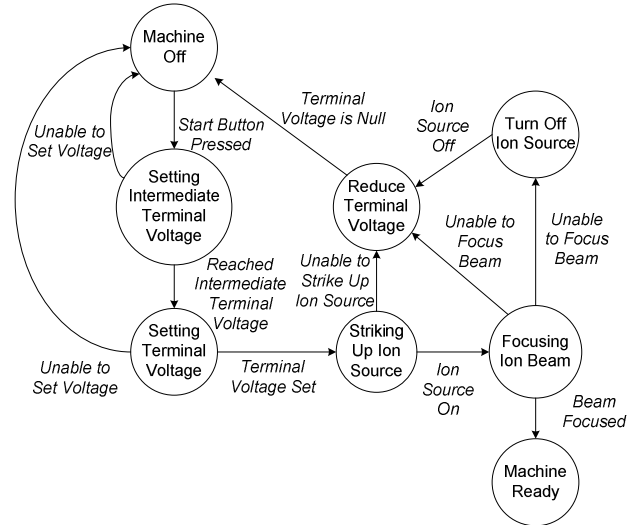 Machine
Off
Terminal
Voltage is Null
Ion
Source
Off
Turn Off
Ion Source
Unable to
Set Voltage
Start Button
Pressed
Setting
Intermediate
Terminal
Voltage
Reduce
Terminal
Voltage
Unable to
Focus
Beam
Unable
to Focus
Beam
Reached
Intermediate
Terminal
Voltage
Unable to
Strike Up
Ion Source
Setting
Terminal
Voltage
Striking
Up Ion
Source
Focusing
Ion Beam
Unable to
Set Voltage
Terminal
Voltage Set
Ion
Source
On
Beam
Focused
Machine
Ready